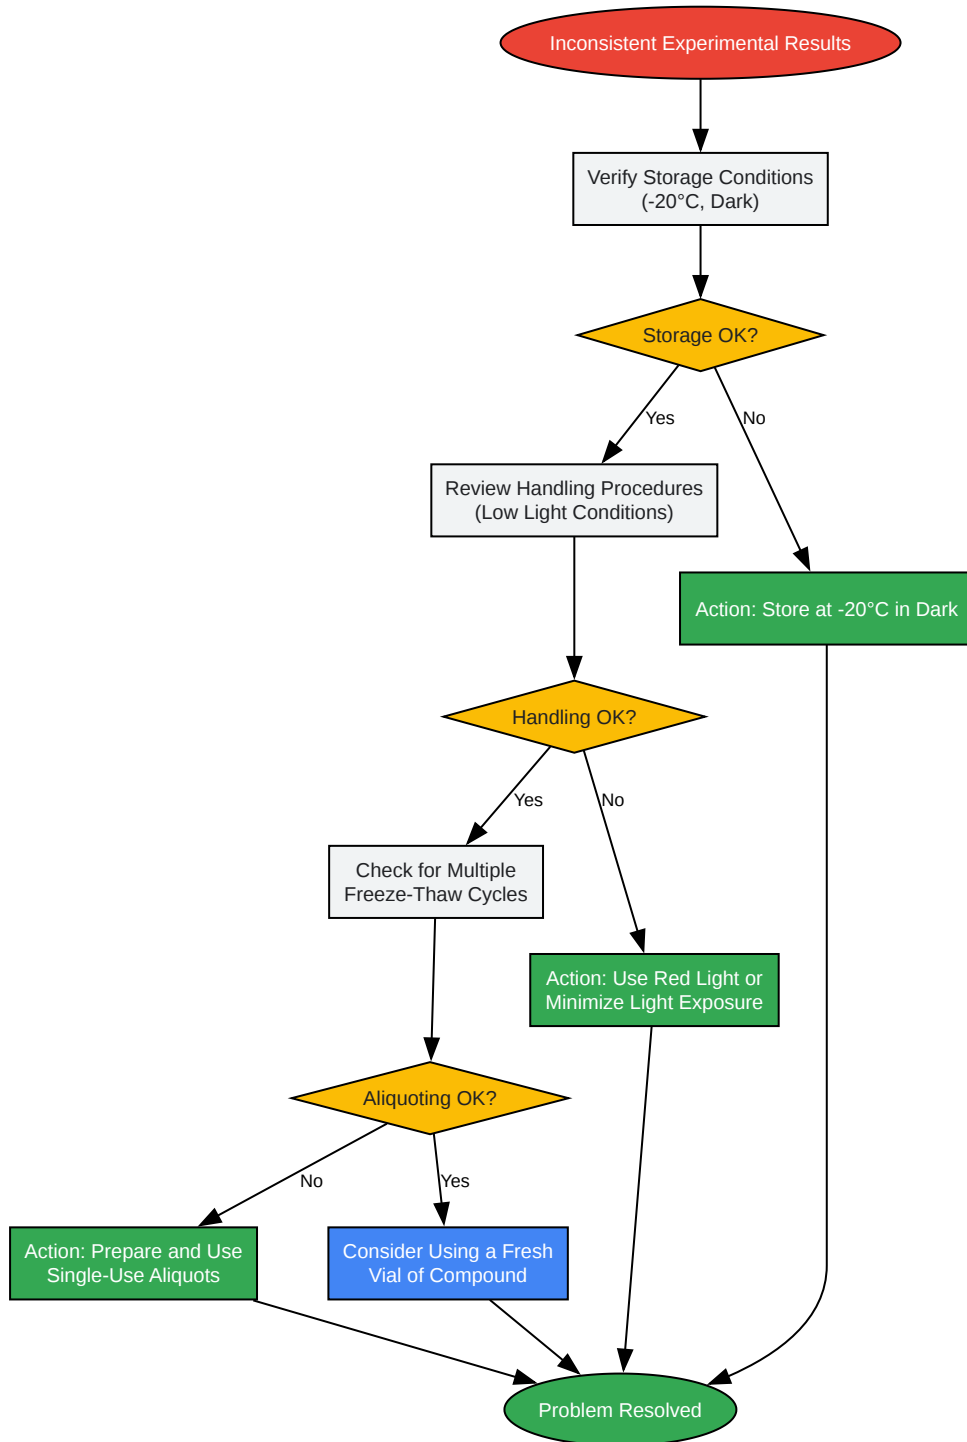 Inconsistent Experimental Results
Verify Storage Conditions
(-20°C, Dark)
Storage OK?
Yes
No
Review Handling Procedures
(Low Light Conditions)
Action: Store at -20°C in Dark
Handling OK?
Yes
No
Check for Multiple
Freeze-Thaw Cycles
Action: Use Red Light or
Minimize Light Exposure
Aliquoting OK?
No
Yes
Action: Prepare and Use
Single-Use Aliquots
Consider Using a Fresh
Vial of Compound
Problem Resolved